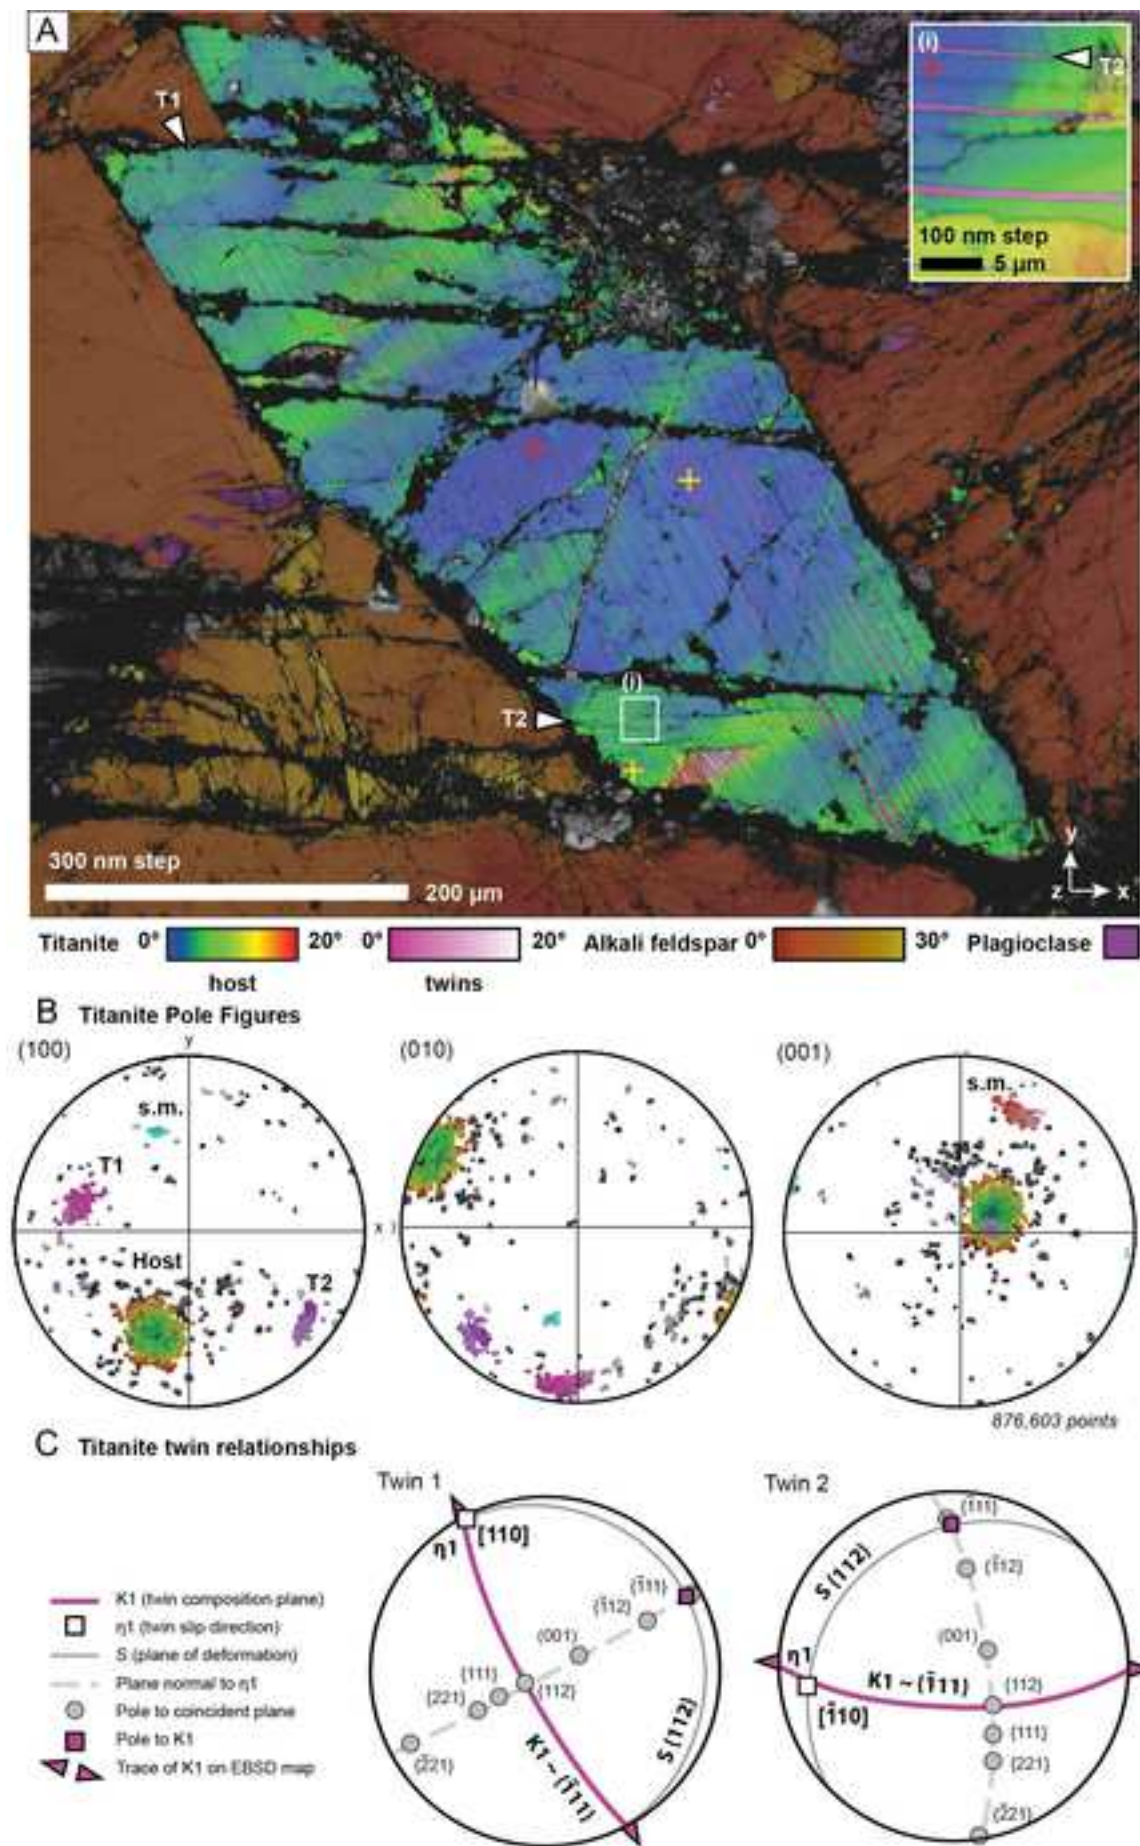 A
(i)
T2
T1
100 nm step
5 µm
(i)
T2
300 nm step
200 µm
y
z
x
Titanite 0° 20° 0° 20° Alkali feldspar 0° 30° Plagioclase
host twins
B Titanite Pole Figures
(100) y (010) (001)
s.m. s.m.
T1
x
Host
T2
876,603 points
C Titanite twin relationships
Twin 1 Twin 2
η1 [110]
(1̄11)
(1̄12)
(001)
{111}
{112}
{221}
(2̄21)
K1 ~ (1̄11)
S {112}
{1̄11}
{1̄12}
S {112}
(001)
η1
K1 ~ {1̄11}
{112}
[1̄10]
{111}
{221}
{2̄21}
K1 (twin composition plane)
η1 (twin slip direction)
S (plane of deformation)
Plane normal to η1
Pole to coincident plane
Pole to K1
Trace of K1 on EBSD map